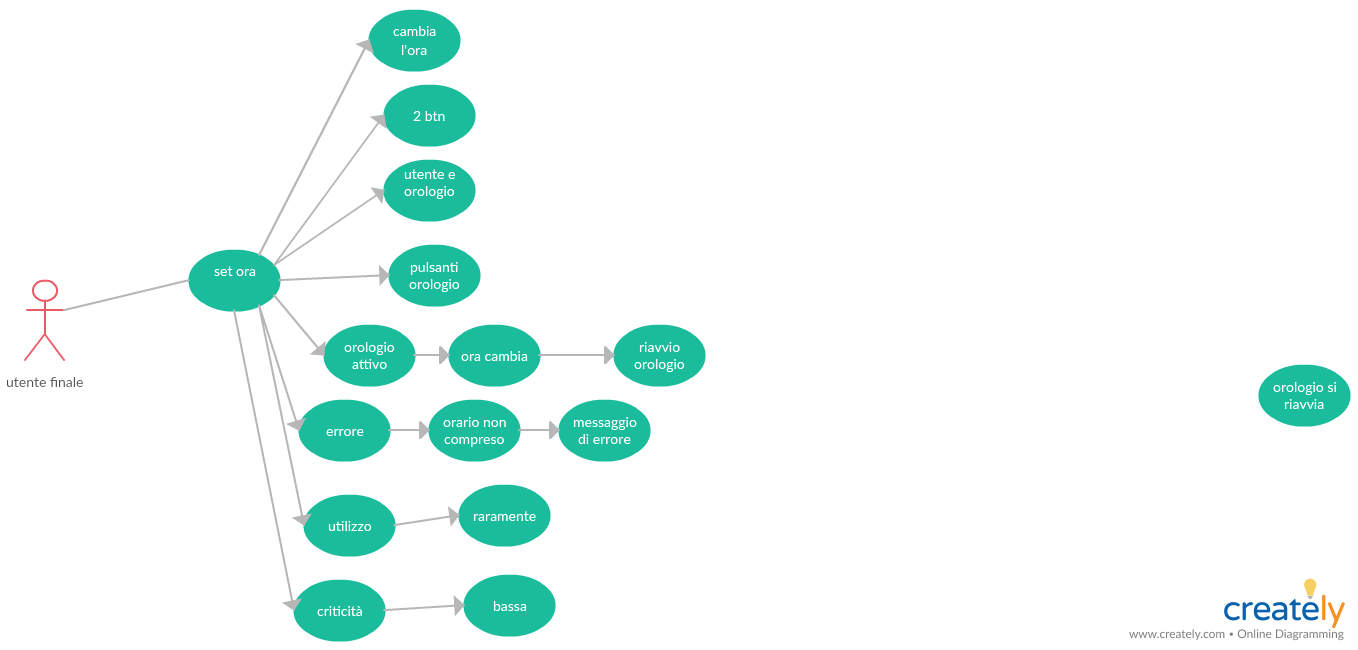 cambia
l'ora
2 btn
utente e
orologio
set ora
pulsanti
orologio
utente finale
orologio
attivo
ora cambia
riavvio
orologio
orologio si
riavvia
errore
orario non
compreso
messaggio
di errore
utilizzo
raramente
criticità
bassa
creately
www.creately.com • Online Diagramming